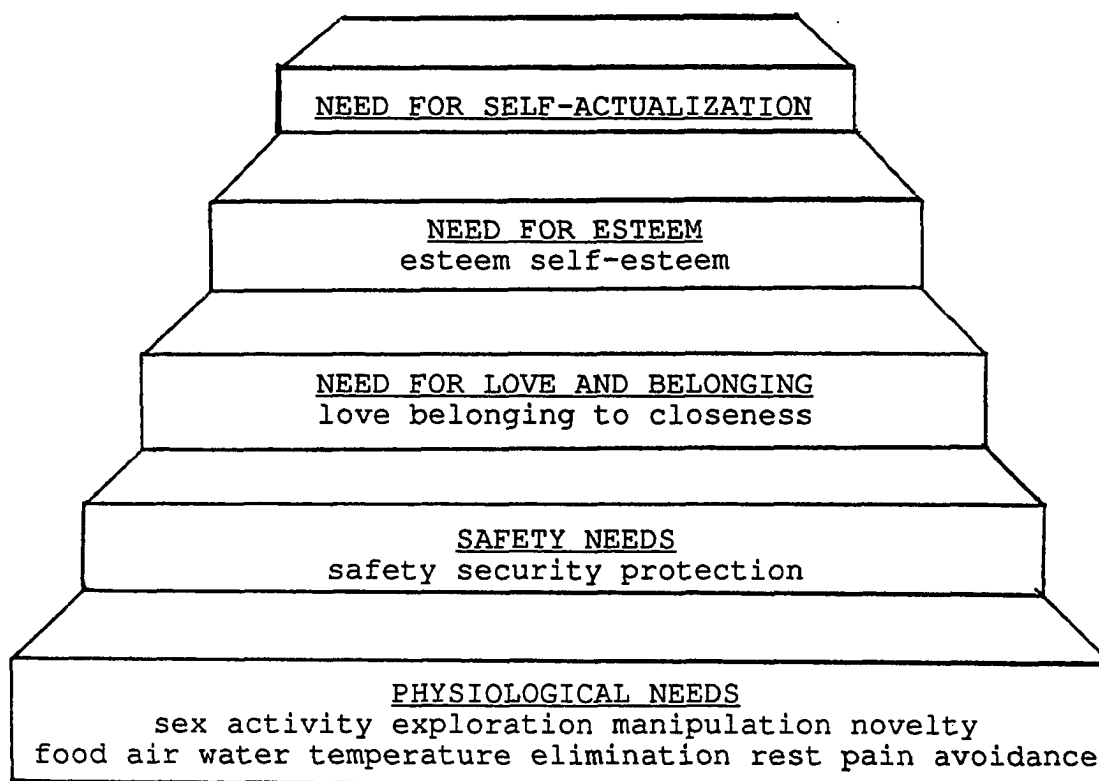 NEED FOR SELF-ACTUALIZATION
NEED FOR ESTEEM
esteem self-esteem
NEED FOR LOVE AND BELONGING
love belonging to closeness
SAFETY NEEDS
safety security protection
PHYSIOLOGICAL NEEDS
sex activity exploration manipulation novelty
food air water temperature elimination rest pain avoidance